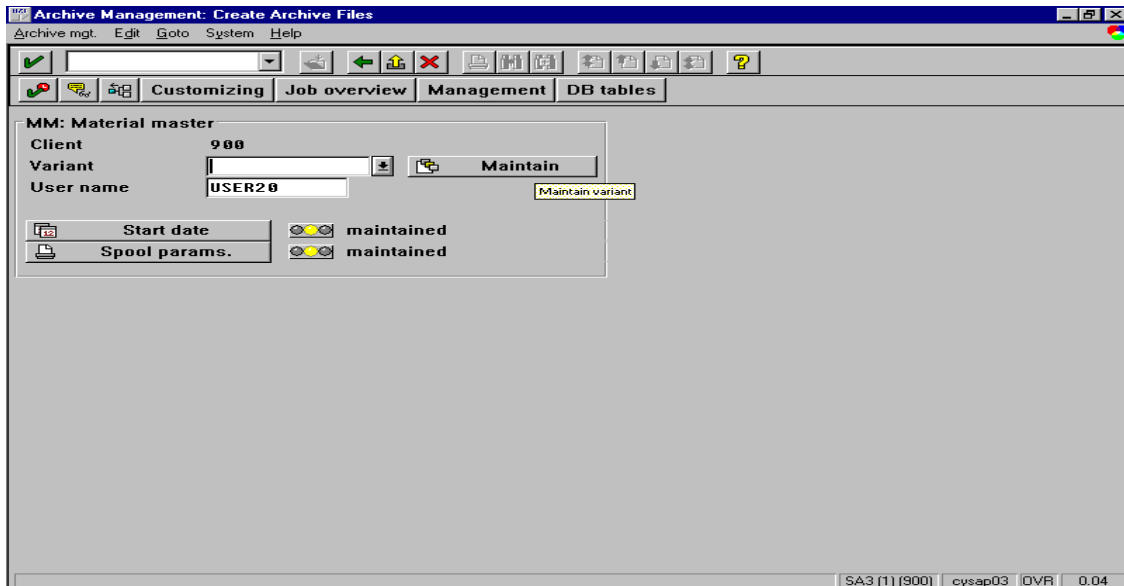 Archive Management: Create Archive Files
Archive mgt. Edit Goto System Help
Customizing Job overview Management DB tables
MM: Material master
Client 900
Variant Maintain
User name USER20
Maintain variant
Start date maintained
Spool params. maintained
SA3 (1) (900) cysap03 OVR 0.04